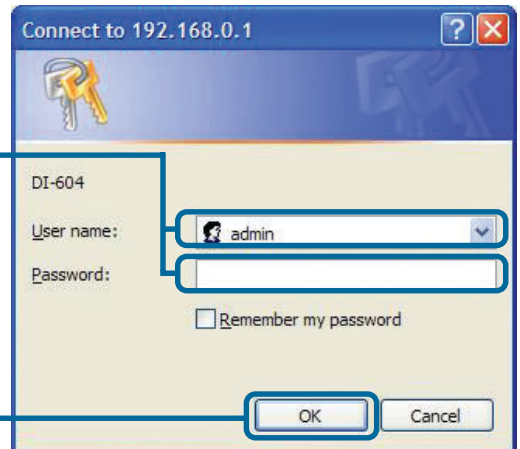 Connect to 192.168.0.1
DI-604
User name:
admin
Password:
Remember my password
OK Cancel